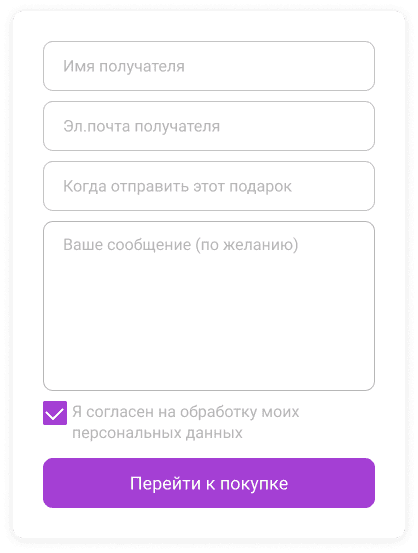 Имя получателя
Эл.почта получателя
Когда отправить этот подарок
Ваше сообщение (по желанию)
Я согласен на обработку моих
персональных данных
Перейти к покупке